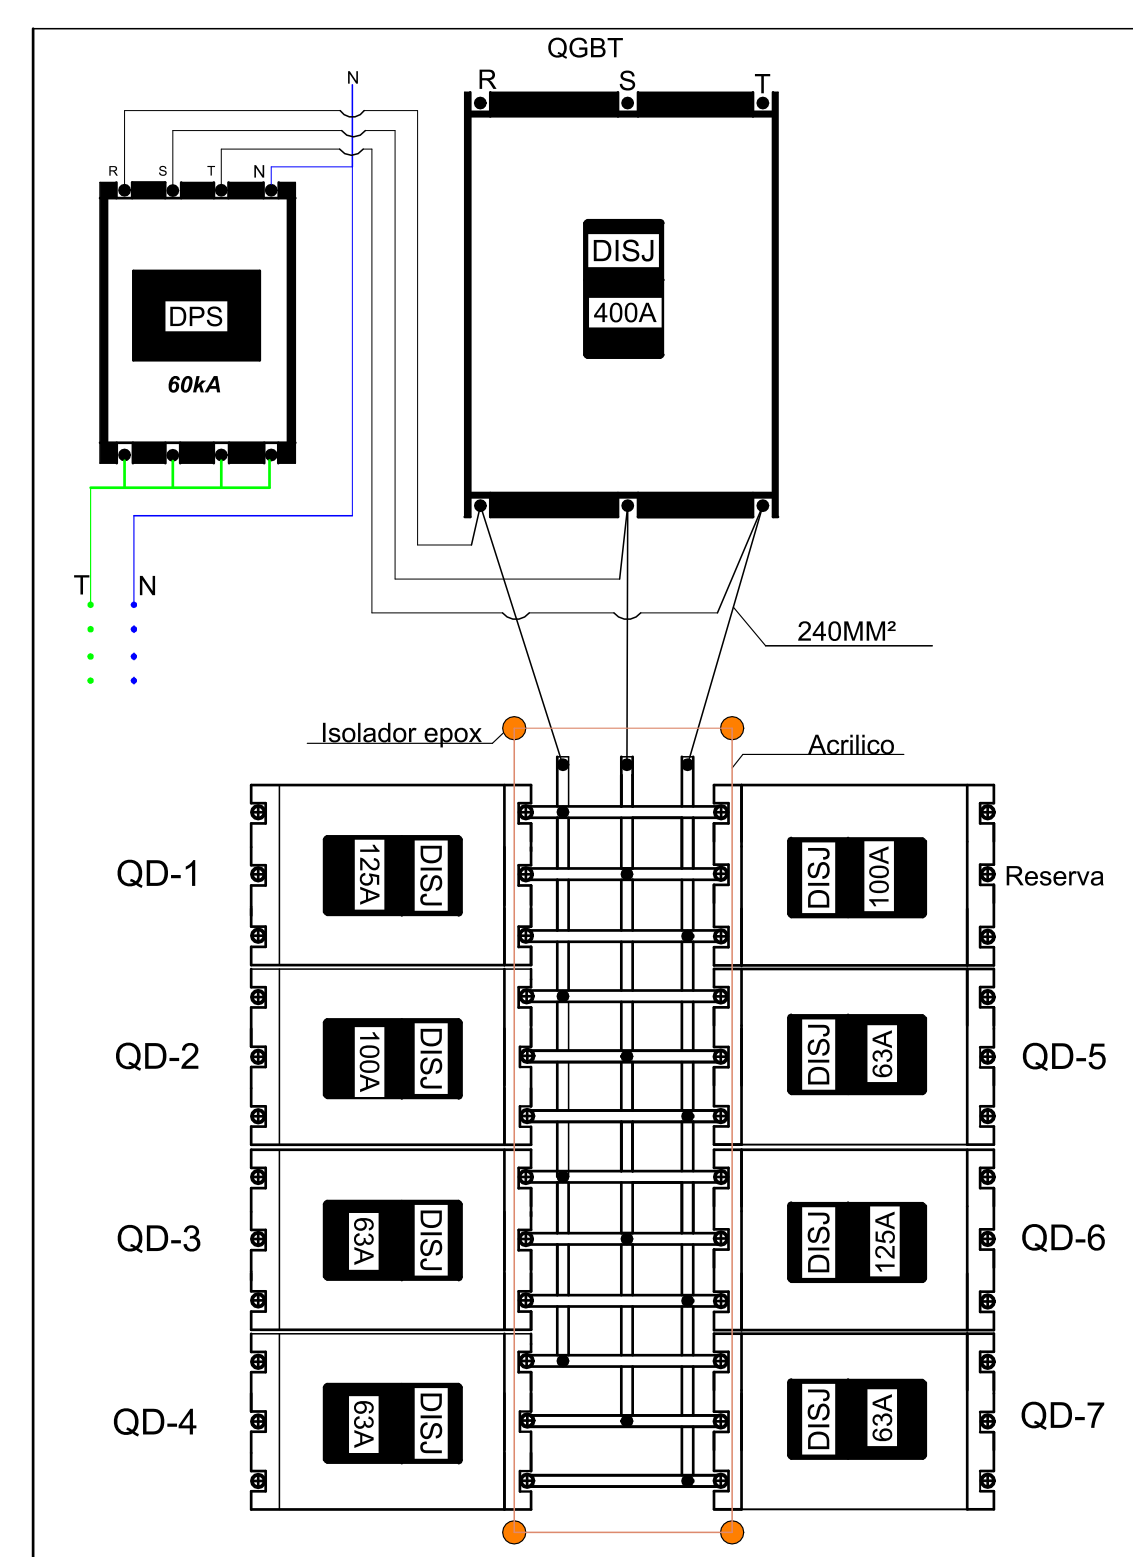 QGBT
R
S
T
N
R
S
T
N
DISJ
400A
DPS
60kA
T
N
240MM²
Isolador epox
Acrilico
QD-1
125A
DISJ
DISJ
100A
Reserva
QD-2
100A
DISJ
DISJ
63A
QD-5
QD-3
63A
DISJ
DISJ
125A
QD-6
QD-4
63A
DISJ
DISJ
63A
QD-7